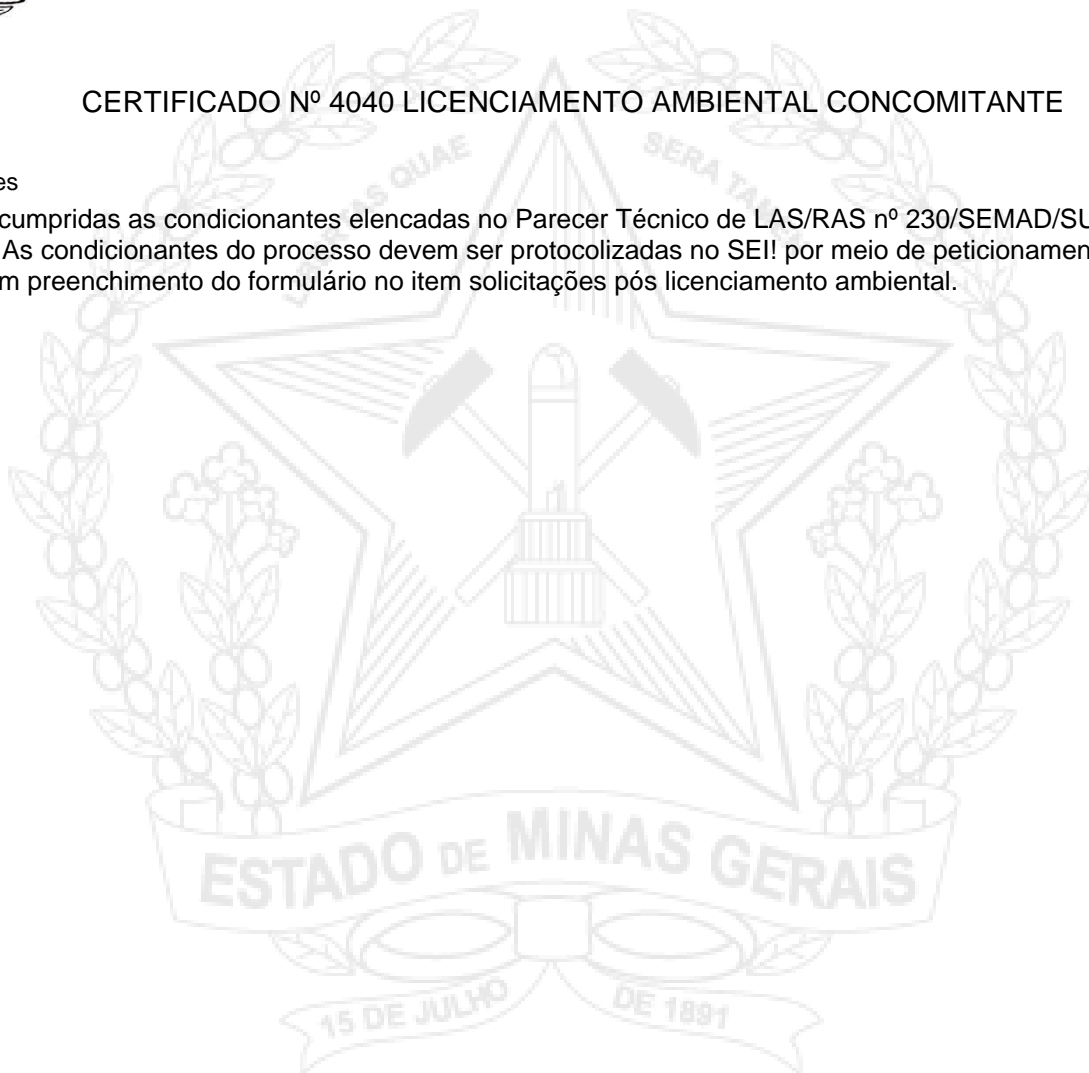 CERTIFICADO Nº 4040 LICENCIAMENTO AMBIENTAL CONCOMITANTE
es
cumpridas as condicionantes elencadas no Parecer Técnico de LAS/RAS nº 230/SEMAD/SU
As condicionantes do processo devem ser protocolizadas no SEI! por meio de peticionamen
m preenchimento do formulário no item solicitações pós licenciamento ambiental.
QUAE
SERA
ESTADO DE MINAS GERAIS
15 DE JULHO DE 1891